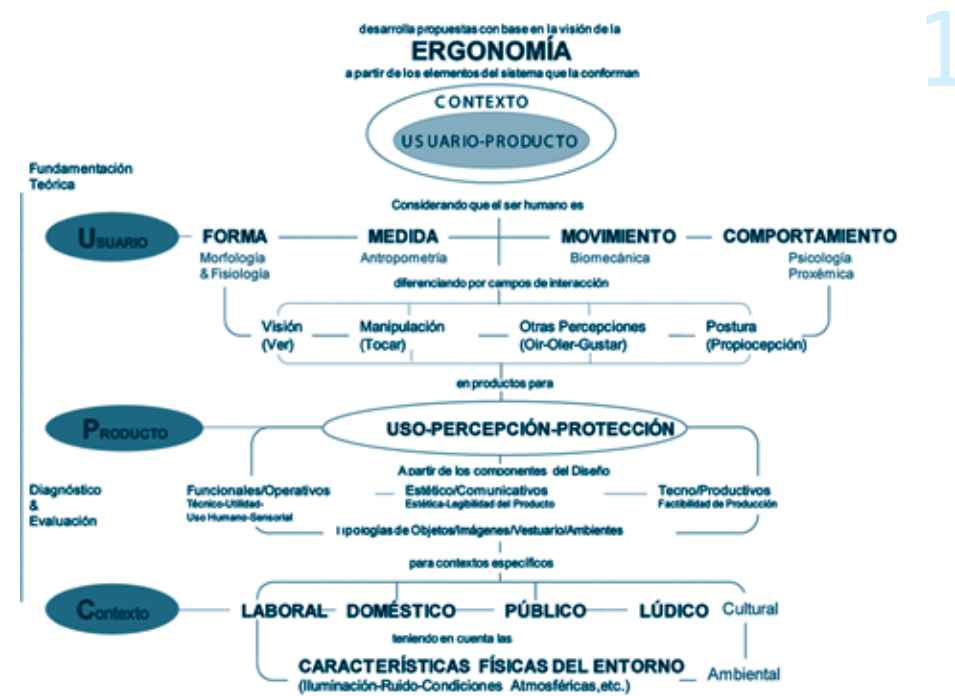 desarrolla propuestas con base en la visión de la
1
ERGONOMÍA
a partir de los elementos del sistema que la conforman
CONTEXTO
USUARIO-PRODUCTO
Fundamentación
Teórica
Considerando que el ser humano es
USUARIO
FORMA
MEDIDA
MOVIMIENTO
COMPORTAMIENTO
Morfología
& Fisiología
Antropometría
Biomecánica
Psicología
Proxémica
diferenciando por campos de interacción
Visión
(Ver)
Manipulación
(Tocar)
Otras Percepciones
(Oir-Oler-Gustar)
Postura
(Propiocepción)
en productos para
PRODUCTO
USO-PERCEPCIÓN-PROTECCIÓN
A partir de los componentes del Diseño
Diagnóstico
&
Evaluación
Funcionales/Operativos
Técnico-Utilidad-
Uso Humano-Sensorial
Estético/Comunicativos
Estética-Legibilidad del Producto
Tecno/Productivos
Factibilidad de Producción
Tipologías de Objetos/Imágenes/Vestuario/Ambientes
para contextos específicos
Contexto
LABORAL
DOMÉSTICO
PÚBLICO
LÚDICO
Cultural
teniendo en cuenta las
CARACTERÍSTICAS FÍSICAS DEL ENTORNO
(Iluminación-Ruido-Condiciones Atmosféricas,etc.)
Ambiental